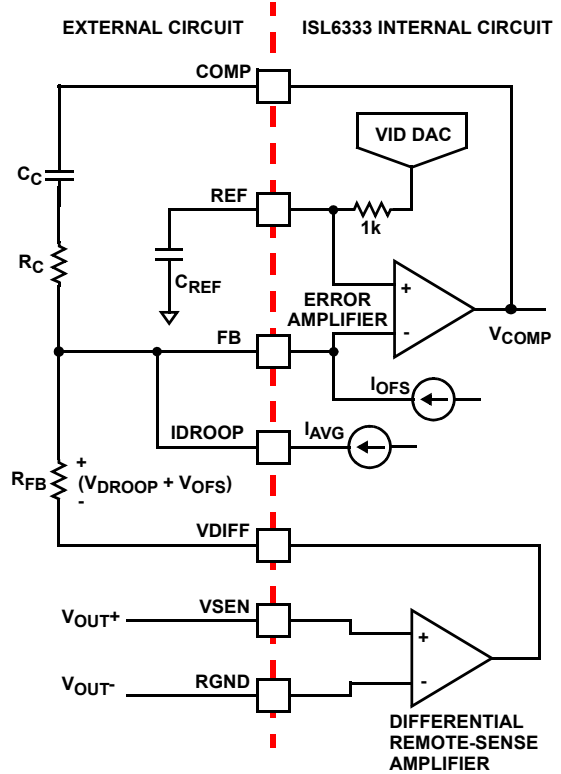 EXTERNAL CIRCUIT
ISL6333 INTERNAL CIRCUIT
COMP
VID DAC
CC
REF
1k
RC
CREF
+
ERROR
AMPLIFIER
-
FB
VCOMP
IOFS
IDROOP
IAVG
RFB
+
(VDROOP + VOFS)
-
VDIFF
VOUT+
VSEN
+
VOUT-
RGND
-
DIFFERENTIAL
REMOTE-SENSE
AMPLIFIER